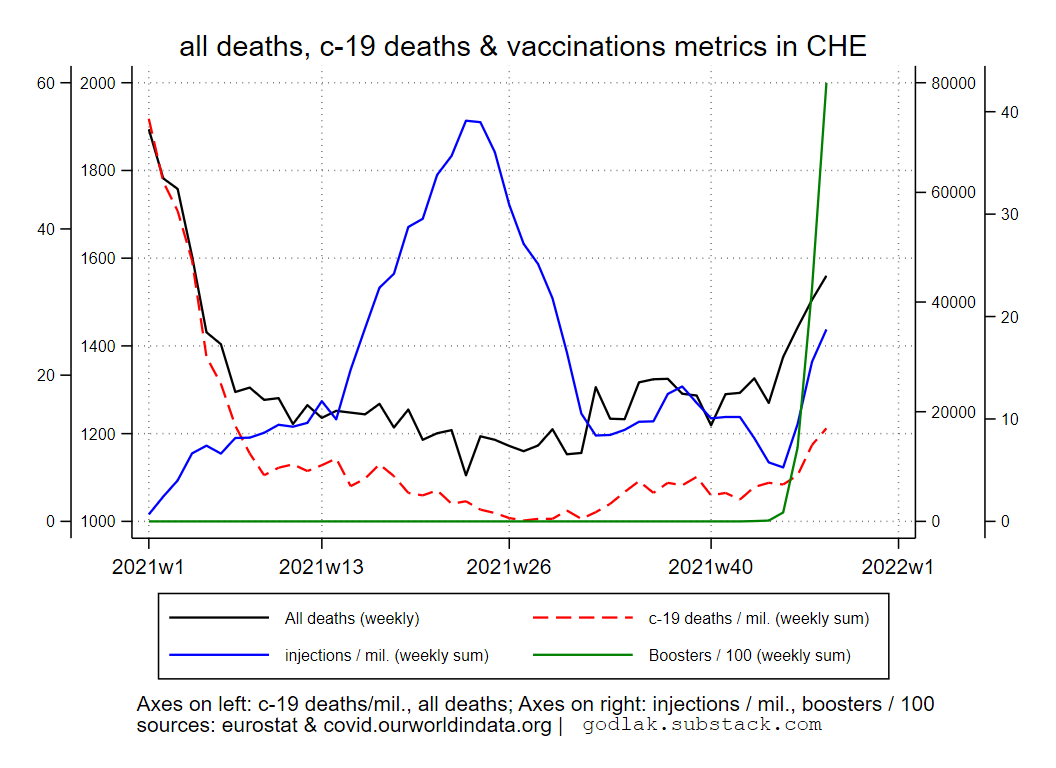 all deaths, c-19 deaths & vaccinations metrics in CHE
60 2000 80000
40
1800
60000
30
40 1600
40000
20
1400
20
20000
10
1200
0 1000 0 0
2021w1 2021w13 2021w26 2021w40 2022w1
All deaths (weekly) c-19 deaths / mil. (weekly sum)
injections / mil. (weekly sum) Boosters / 100 (weekly sum)
Axes on left: c-19 deaths/mil., all deaths; Axes on right: injections / mil., boosters / 100
sources: eurostat & covid.ourworldindata.org | godlak.substack.com